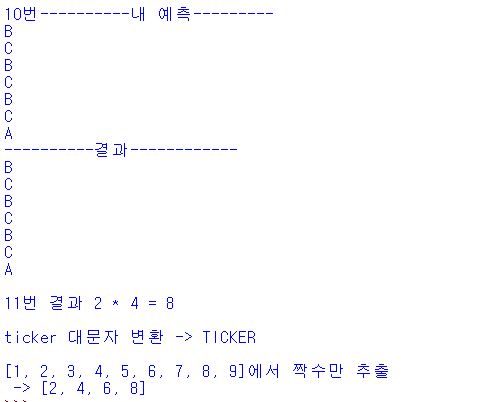 10번----------내 예측---------
B
C
B
C
B
C
A
----------결과------------
B
C
B
C
B
C
A
11번 결과 2 * 4 = 8
ticker 대문자 변환 -> TICKER
[1, 2, 3, 4, 5, 6, 7, 8, 9]에서 짝수만 추출
-> [2, 4, 6, 8]